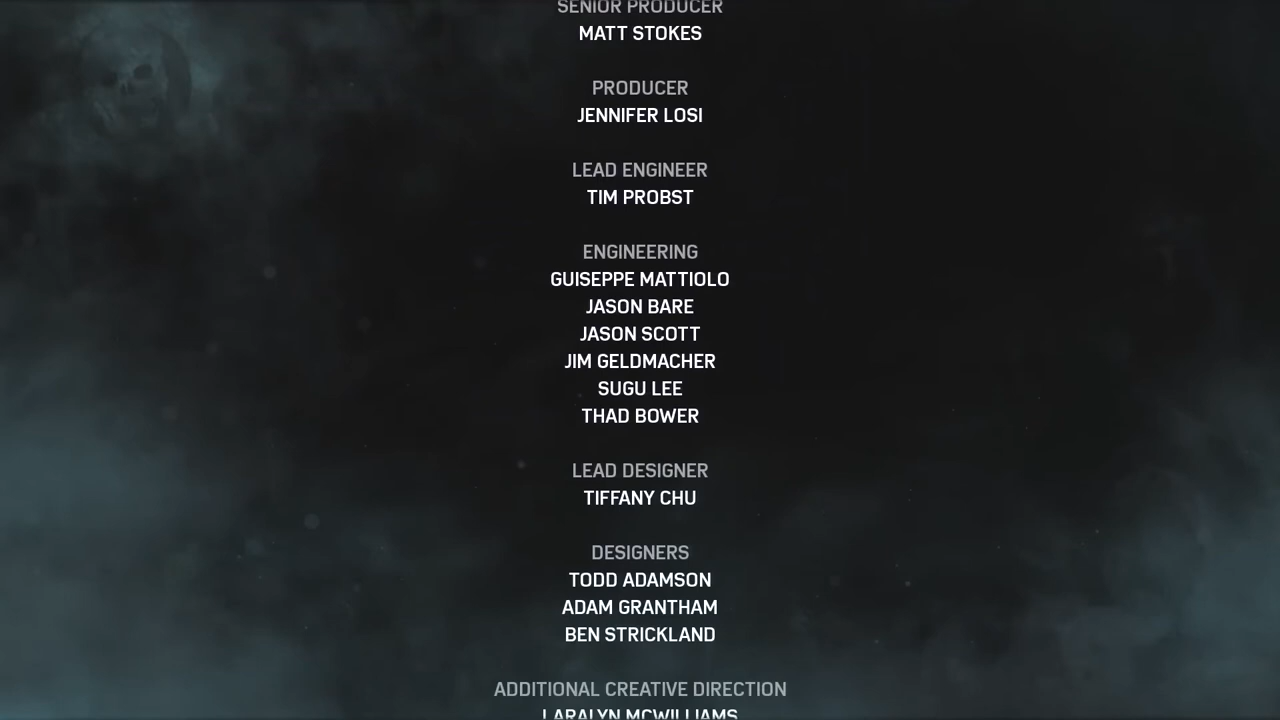 SENIOR PRODUCER
MATT STOKES
PRODUCER
JENNIFER LOSI
LEAD ENGINEER
TIM PROBST
ENGINEERING
GUISEPPE MATTIOLO
JASON BARE
JASON SCOTT
JIM GELDMACHER
SUGU LEE
THAD BOWER
LEAD DESIGNER
TIFFANY CHU
DESIGNERS
TODD ADAMSON
ADAM GRANTHAM
BEN STRICKLAND
ADDITIONAL CREATIVE DIRECTION
LARALYN MCWILLIAMS